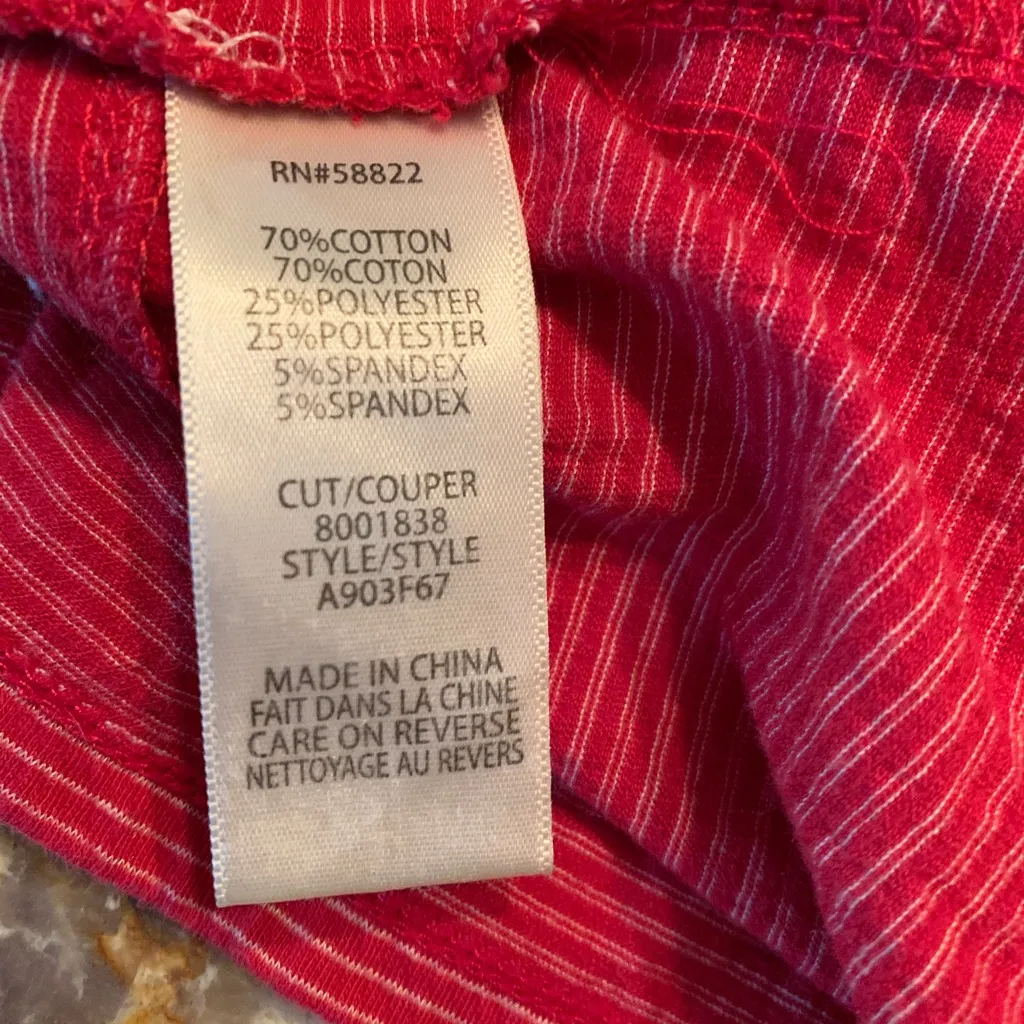 RN#58822
70%COTTON
70%COTON
25%POLYESTER
25%POLYESTER
5%SPANDEX
5%SPANDEX
CUT/COUPER
8001838
STYLE/STYLE
A903F67
MADE IN CHINA
FAIT DANS LA CHINE
CARE ON REVERSE
NETTOYAGE AU REVERS